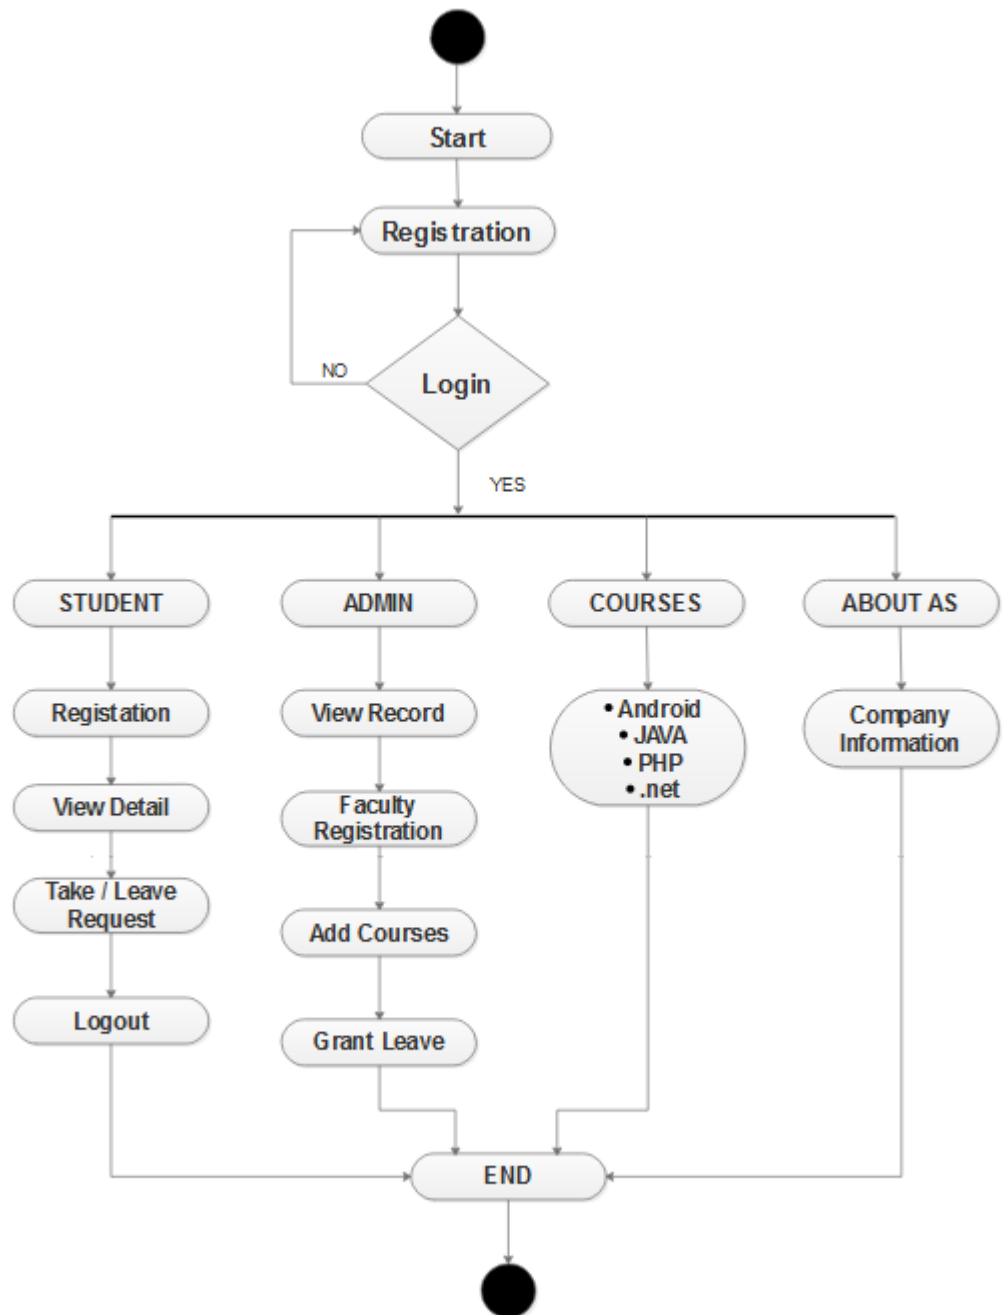 Start
Registration
NO
Login
YES
STUDENT
ADMIN
COURSES
ABOUT AS
Registation
View Record
• Android
• JAVA
• PHP
• .net
Company
Information
View Detail
Faculty
Registration
Take / Leave
Request
Add Courses
Logout
Grant Leave
END